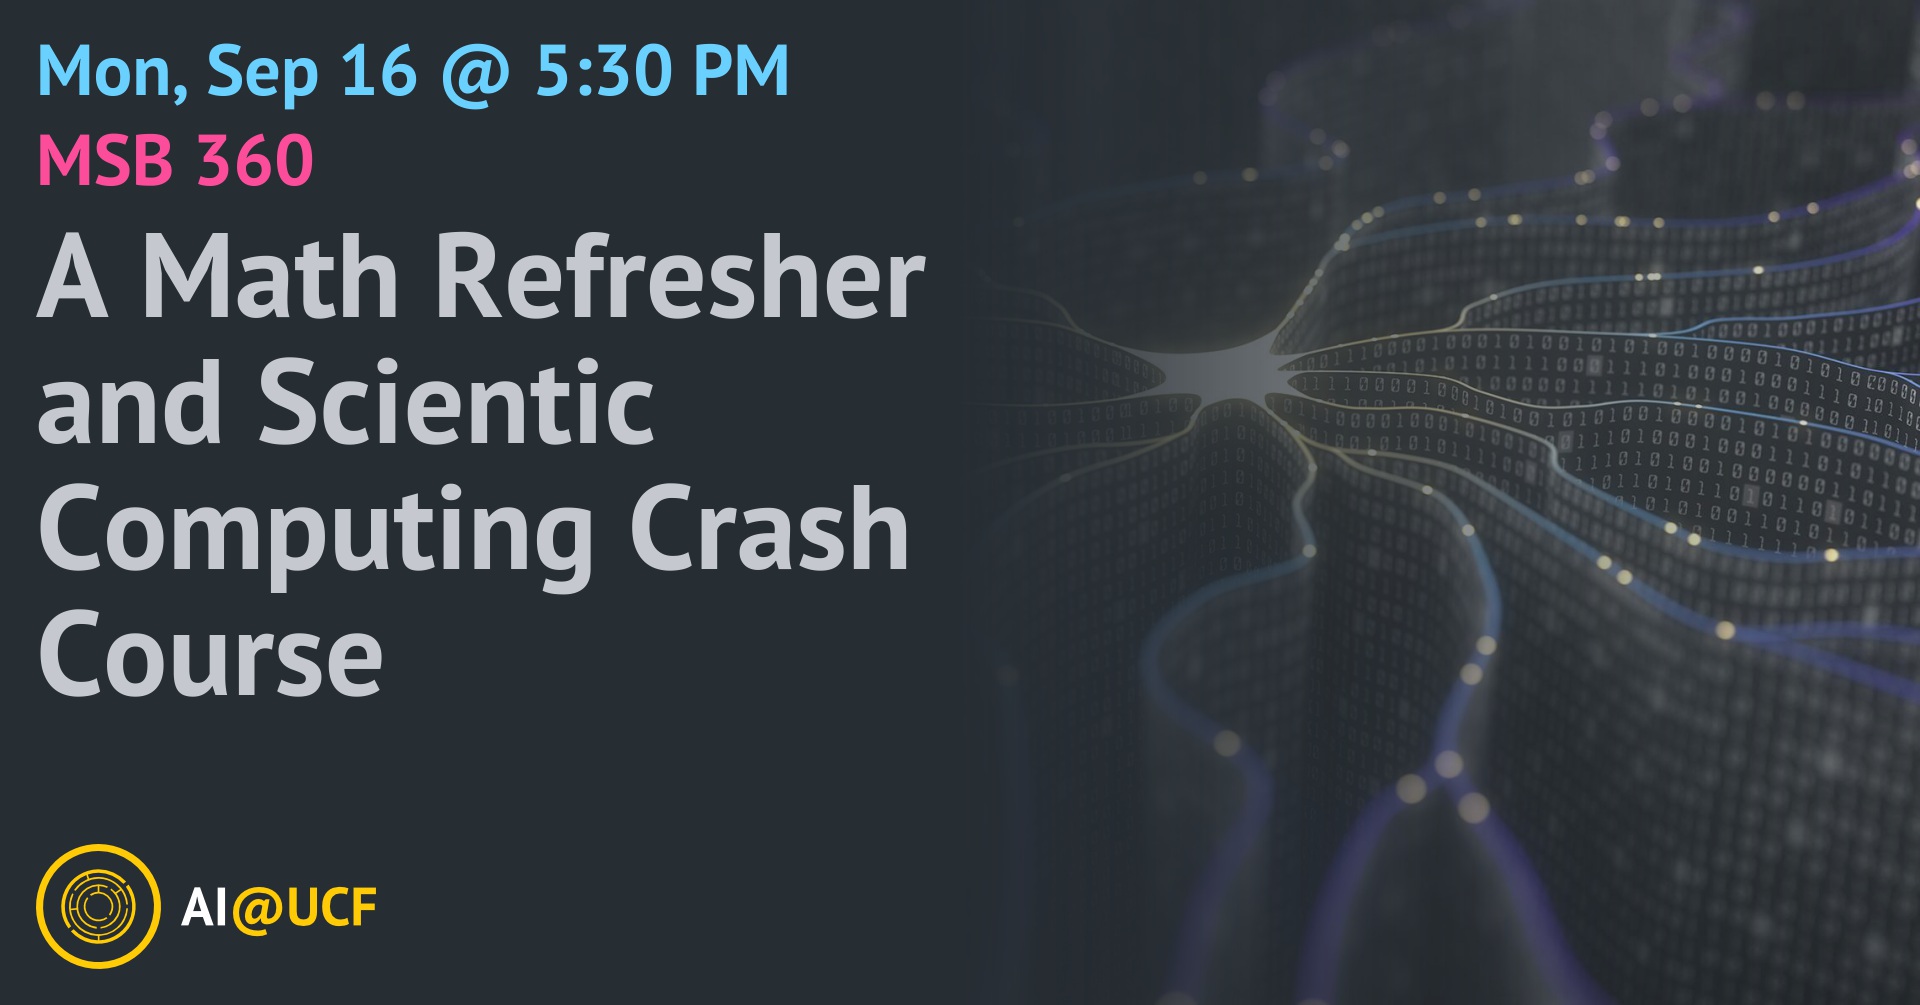 Mon, Sep 16 @ 5:30 PM
MSB 360
A Math Refresher
and Scientic
Computing Crash
Course
AI@UCF